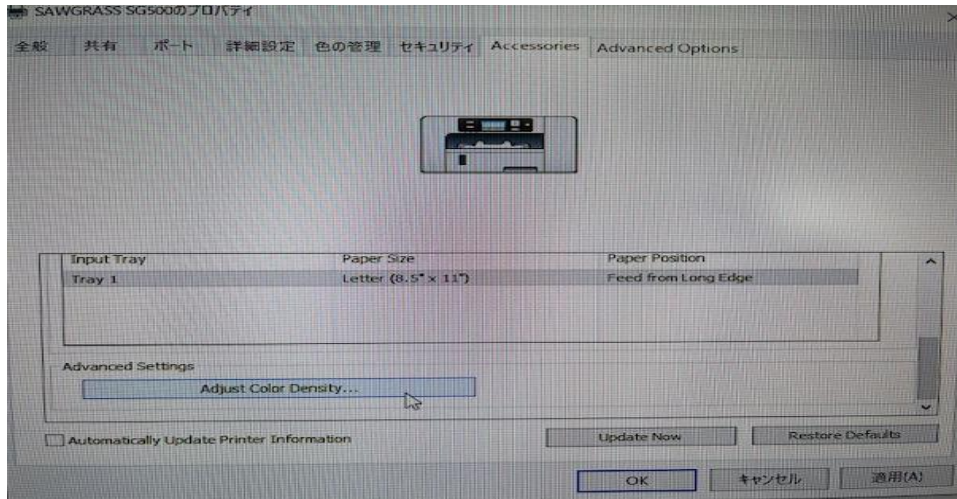 SAWGRASS SG500のプロパティ
全般 共有 ポート 詳細設定 色の管理 セキュリティ Accessories Advanced Options
Input Tray Paper Size Paper Position
Tray 1 Letter (8.5" x 11") Feed from Long Edge
Advanced Settings
Adjust Color Density...
Automatically Update Printer Information Update Now Restore Defaults
OK キャンセル 適用(A)